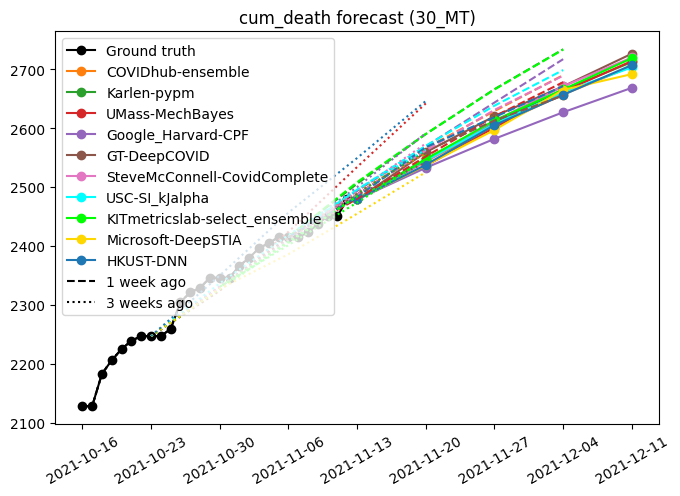 cum_death forecast (30_MT)
Ground truth
COVIDhub-ensemble
Karlen-pypm
UMass-MechBayes
Google_Harvard-CPF
GT-DeepCOVID
SteveMcConnell-CovidComplete
USC-SI_kJalpha
KITmetricslab-select_ensemble
Microsoft-DeepSTIA
HKUST-DNN
1 week ago
3 weeks ago
2700
2600
2500
2400
2300
2200
2100
2021-10-16
2021-10-23
2021-10-30
2021-11-06
2021-11-13
2021-11-20
2021-11-27
2021-12-04
2021-12-11